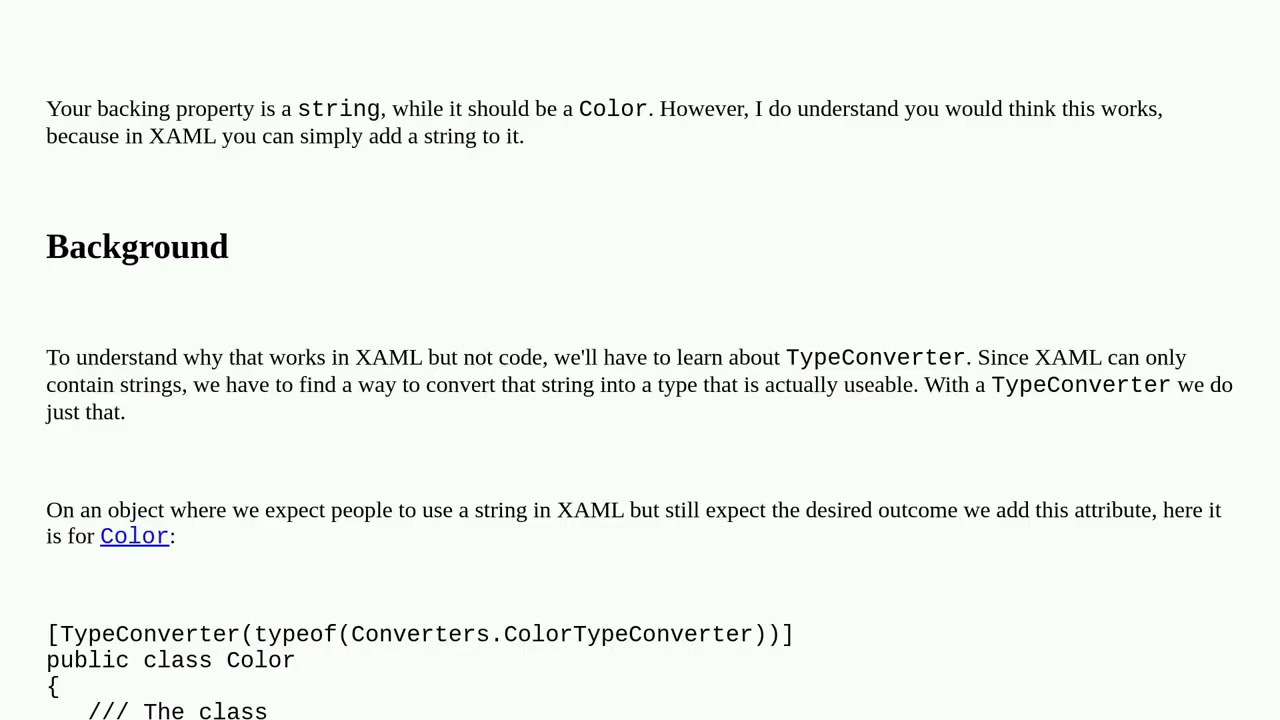 Your backing property is a string, while it should be a Color. However, I do understand you would think this works,
because in XAML you can simply add a string to it.
Background
To understand why that works in XAML but not code, we'll have to learn about TypeConverter. Since XAML can only
contain strings, we have to find a way to convert that string into a type that is actually useable. With a TypeConverter we do
just that.
On an object where we expect people to use a string in XAML but still expect the desired outcome we add this attribute, here it
is for Color:
[TypeConverter(typeof(Converters.ColorTypeConverter))]
public class Color
{
   /// The class